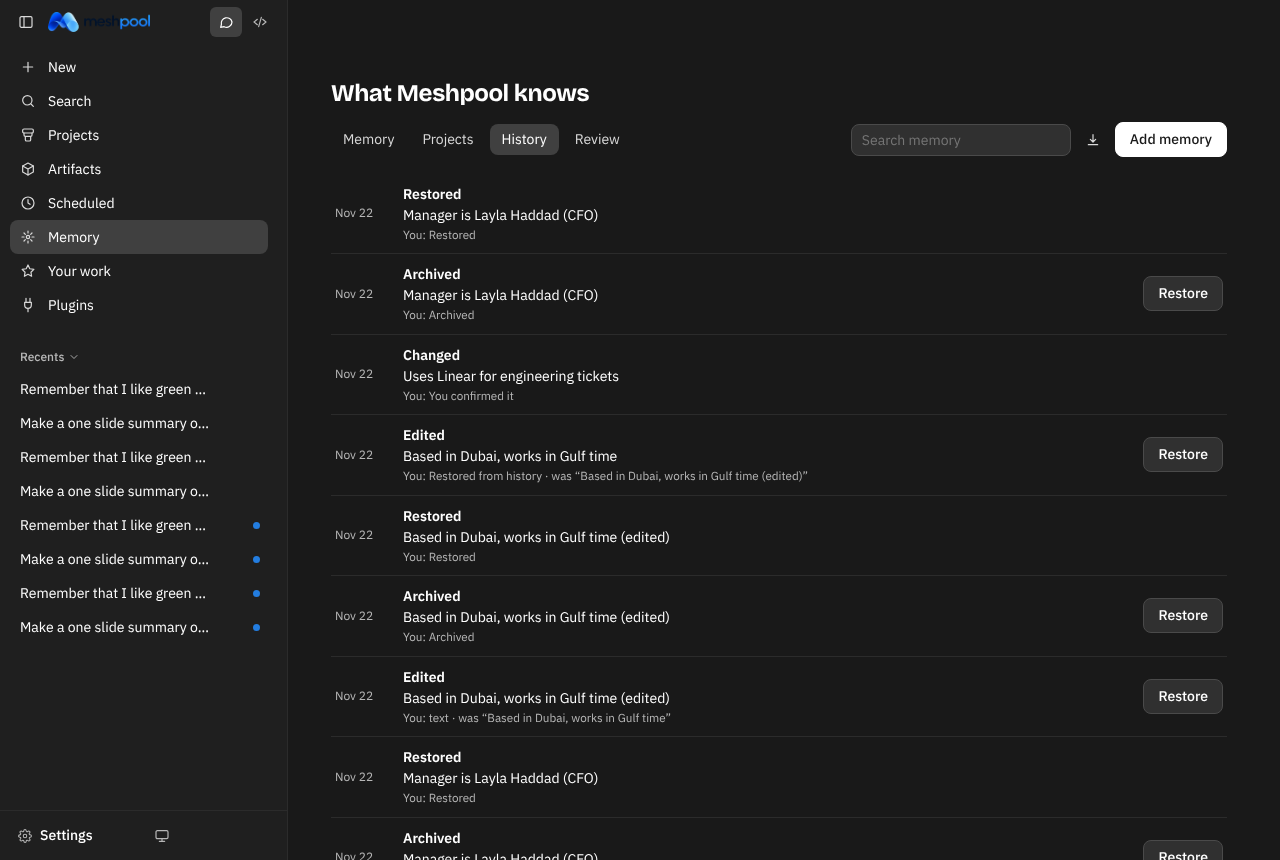 meshpool
New
Search
Projects
Artifacts
Scheduled
Memory
Your work
Plugins
Recents
Remember that I like green ...
Make a one slide summary o...
Remember that I like green ...
Make a one slide summary o...
Remember that I like green ...
Make a one slide summary o...
Remember that I like green ...
Make a one slide summary o...
Settings
What Meshpool knows
Memory Projects History Review
Search memory
Add memory
Restored
Nov 22
Manager is Layla Haddad (CFO)
You: Restored
Archived
Nov 22
Manager is Layla Haddad (CFO)
You: Archived
Restore
Changed
Nov 22
Uses Linear for engineering tickets
You: You confirmed it
Edited
Nov 22
Based in Dubai, works in Gulf time
You: Restored from history · was “Based in Dubai, works in Gulf time (edited)”
Restore
Restored
Nov 22
Based in Dubai, works in Gulf time (edited)
You: Restored
Archived
Nov 22
Based in Dubai, works in Gulf time (edited)
You: Archived
Restore
Edited
Nov 22
Based in Dubai, works in Gulf time (edited)
You: text · was “Based in Dubai, works in Gulf time”
Restore
Restored
Nov 22
Manager is Layla Haddad (CFO)
You: Restored
Archived
Nov 22
Manager is Layla Haddad (CFO)
Restore